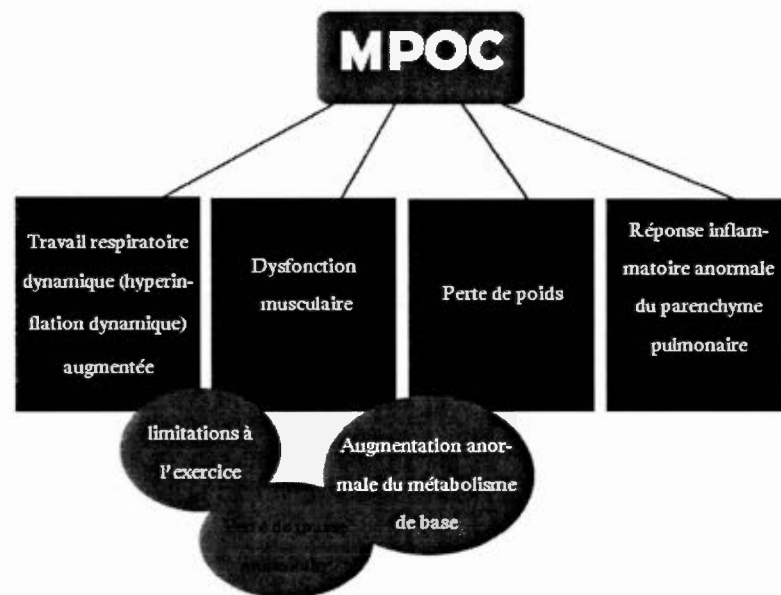 MPOC
Travail respiratoire
dynamique (hyperin-
flation dynamique)
augmentée
Dysfonction
musculaire
Perte de poids
Réponse inflam-
matoire anormale
du parenchyme
pulmonaire
limitations à
l'exercice
Augmentation anor-
male du métabolisme
de base